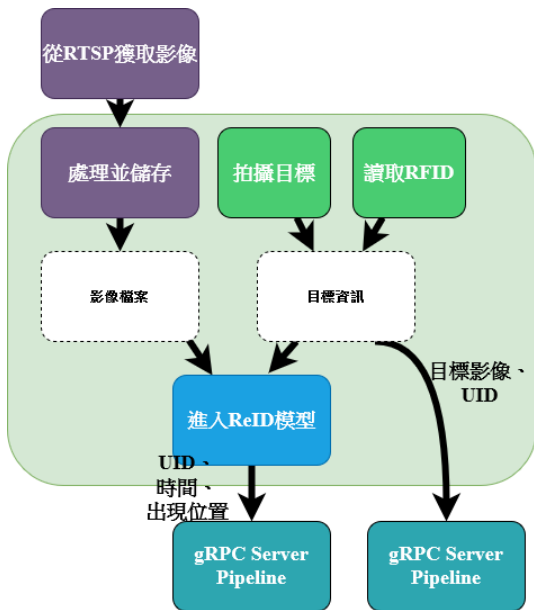 從RTSP獲取影像
處理並儲存
拍攝目標
讀取RFID
影像檔案
目標資訊
目標影像、
UID
進入ReID模型
UID、
時間、
出現位置
gRPC Server
Pipeline
gRPC Server
Pipeline